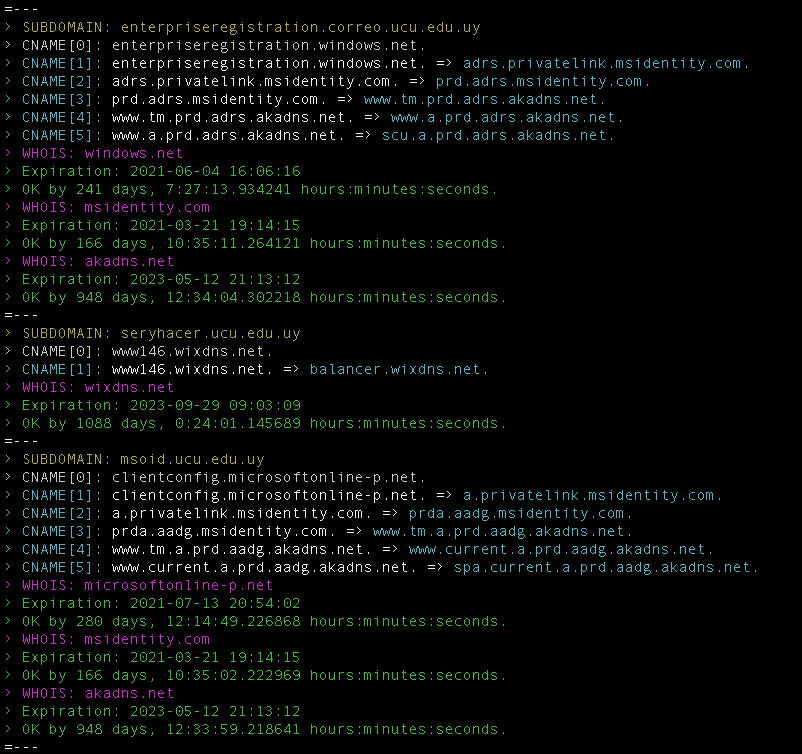 =---
> SUBDOMAIN: enterpriseregistration.correo.ucu.edu.uy
> CNAME[0]: enterpriseregistration.windows.net.
> CNAME[1]: enterpriseregistration.windows.net. => adrs.privatelink.msidentity.com.
> CNAME[2]: adrs.privatelink.msidentity.com. => prd.adrs.msidentity.com.
> CNAME[3]: prd.adrs.msidentity.com. => www.tm.prd.adrs.akadns.net.
> CNAME[4]: www.tm.prd.adrs.akadns.net. => www.a.prd.adrs.akadns.net.
> CNAME[5]: www.a.prd.adrs.akadns.net. => scu.a.prd.adrs.akadns.net.
> WHOIS: windows.net
> Expiration: 2021-06-04 16:06:16
> OK by 241 days, 7:27:13.934241 hours:minutes:seconds.
> WHOIS: msidentity.com
> Expiration: 2021-03-21 19:14:15
> OK by 166 days, 10:35:11.264121 hours:minutes:seconds.
> WHOIS: akadns.net
> Expiration: 2023-05-12 21:13:12
> OK by 948 days, 12:34:04.302218 hours:minutes:seconds.
=---
> SUBDOMAIN: seryhacer.ucu.edu.uy
> CNAME[0]: www146.wixdns.net.
> CNAME[1]: www146.wixdns.net. => balancer.wixdns.net.
> WHOIS: wixdns.net
> Expiration: 2023-09-29 09:03:09
> OK by 1088 days, 0:24:01.145689 hours:minutes:seconds.
=---
> SUBDOMAIN: msoid.ucu.edu.uy
> CNAME[0]: clientconfig.microsoftonline-p.net.
> CNAME[1]: clientconfig.microsoftonline-p.net. => a.privatelink.msidentity.com.
> CNAME[2]: a.privatelink.msidentity.com. => prda.aadg.msidentity.com.
> CNAME[3]: prda.aadg.msidentity.com. => www.tm.a.prd.aadg.akadns.net.
> CNAME[4]: www.tm.a.prd.aadg.akadns.net. => www.current.a.prd.aadg.akadns.net.
> CNAME[5]: www.current.a.prd.aadg.akadns.net. => spa.current.a.prd.aadg.akadns.net.
> WHOIS: microsoftonline-p.net
> Expiration: 2021-07-13 20:54:02
> OK by 280 days, 12:14:49.226868 hours:minutes:seconds.
> WHOIS: msidentity.com
> Expiration: 2021-03-21 19:14:15
> OK by 166 days, 10:35:02.222969 hours:minutes:seconds.
> WHOIS: akadns.net
> Expiration: 2023-05-12 21:13:12
> OK by 948 days, 12:33:59.218641 hours:minutes:seconds.
=---